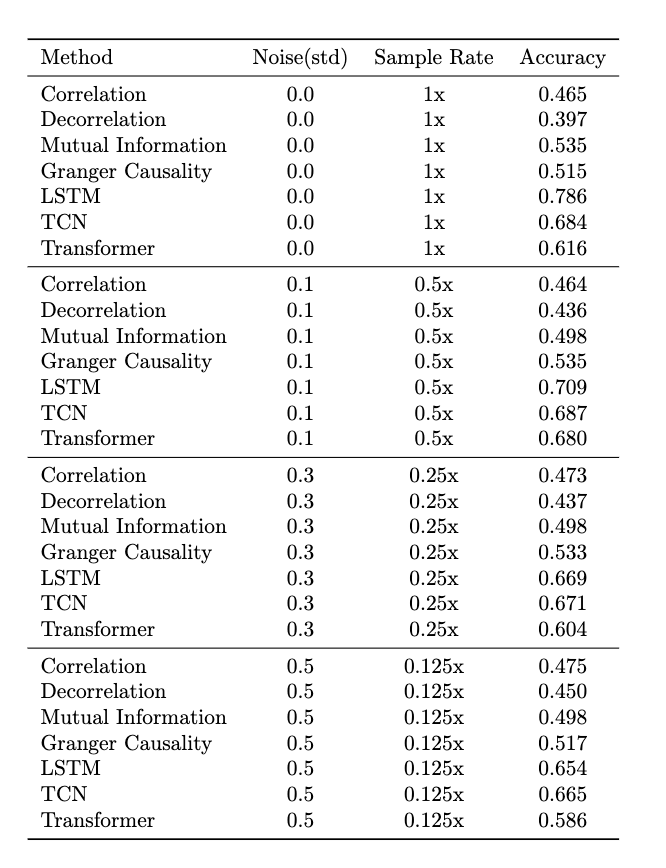 Method Noise(std) Sample Rate Accuracy
Correlation 0.0 1x 0.465
Decorrelation 0.0 1x 0.397
Mutual Information 0.0 1x 0.535
Granger Causality 0.0 1x 0.515
LSTM 0.0 1x 0.786
TCN 0.0 1x 0.684
Transformer 0.0 1x 0.616
Correlation 0.1 0.5x 0.464
Decorrelation 0.1 0.5x 0.436
Mutual Information 0.1 0.5x 0.498
Granger Causality 0.1 0.5x 0.535
LSTM 0.1 0.5x 0.709
TCN 0.1 0.5x 0.687
Transformer 0.1 0.5x 0.680
Correlation 0.3 0.25x 0.473
Decorrelation 0.3 0.25x 0.437
Mutual Information 0.3 0.25x 0.498
Granger Causality 0.3 0.25x 0.533
LSTM 0.3 0.25x 0.669
TCN 0.3 0.25x 0.671
Transformer 0.3 0.25x 0.604
Correlation 0.5 0.125x 0.475
Decorrelation 0.5 0.125x 0.450
Mutual Information 0.5 0.125x 0.498
Granger Causality 0.5 0.125x 0.517
LSTM 0.5 0.125x 0.654
TCN 0.5 0.125x 0.665
Transformer 0.5 0.125x 0.586